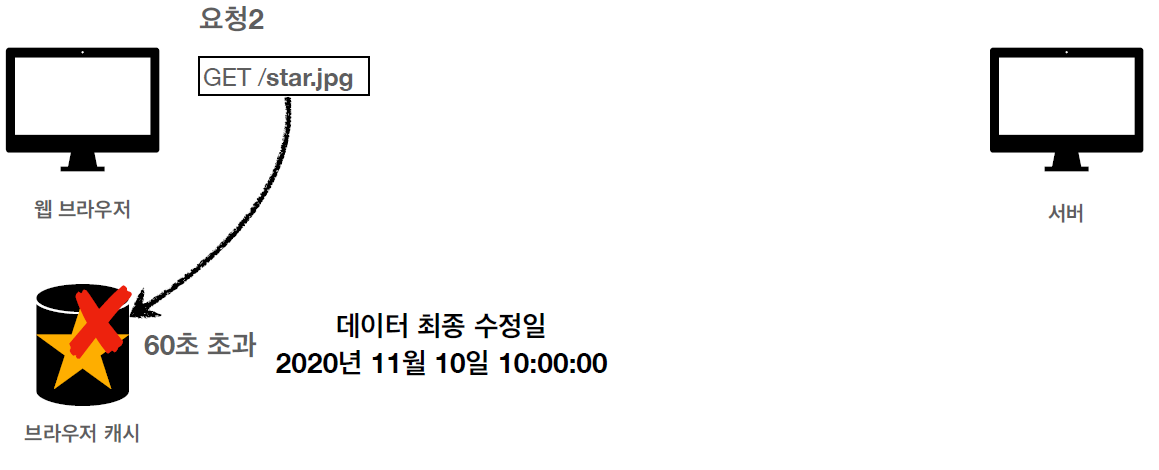 요청2
GET /star.jpg
웹 브라우저
서버
60초 초과
데이터 최종 수정일
2020년 11월 10일 10:00:00
브라우저 캐시